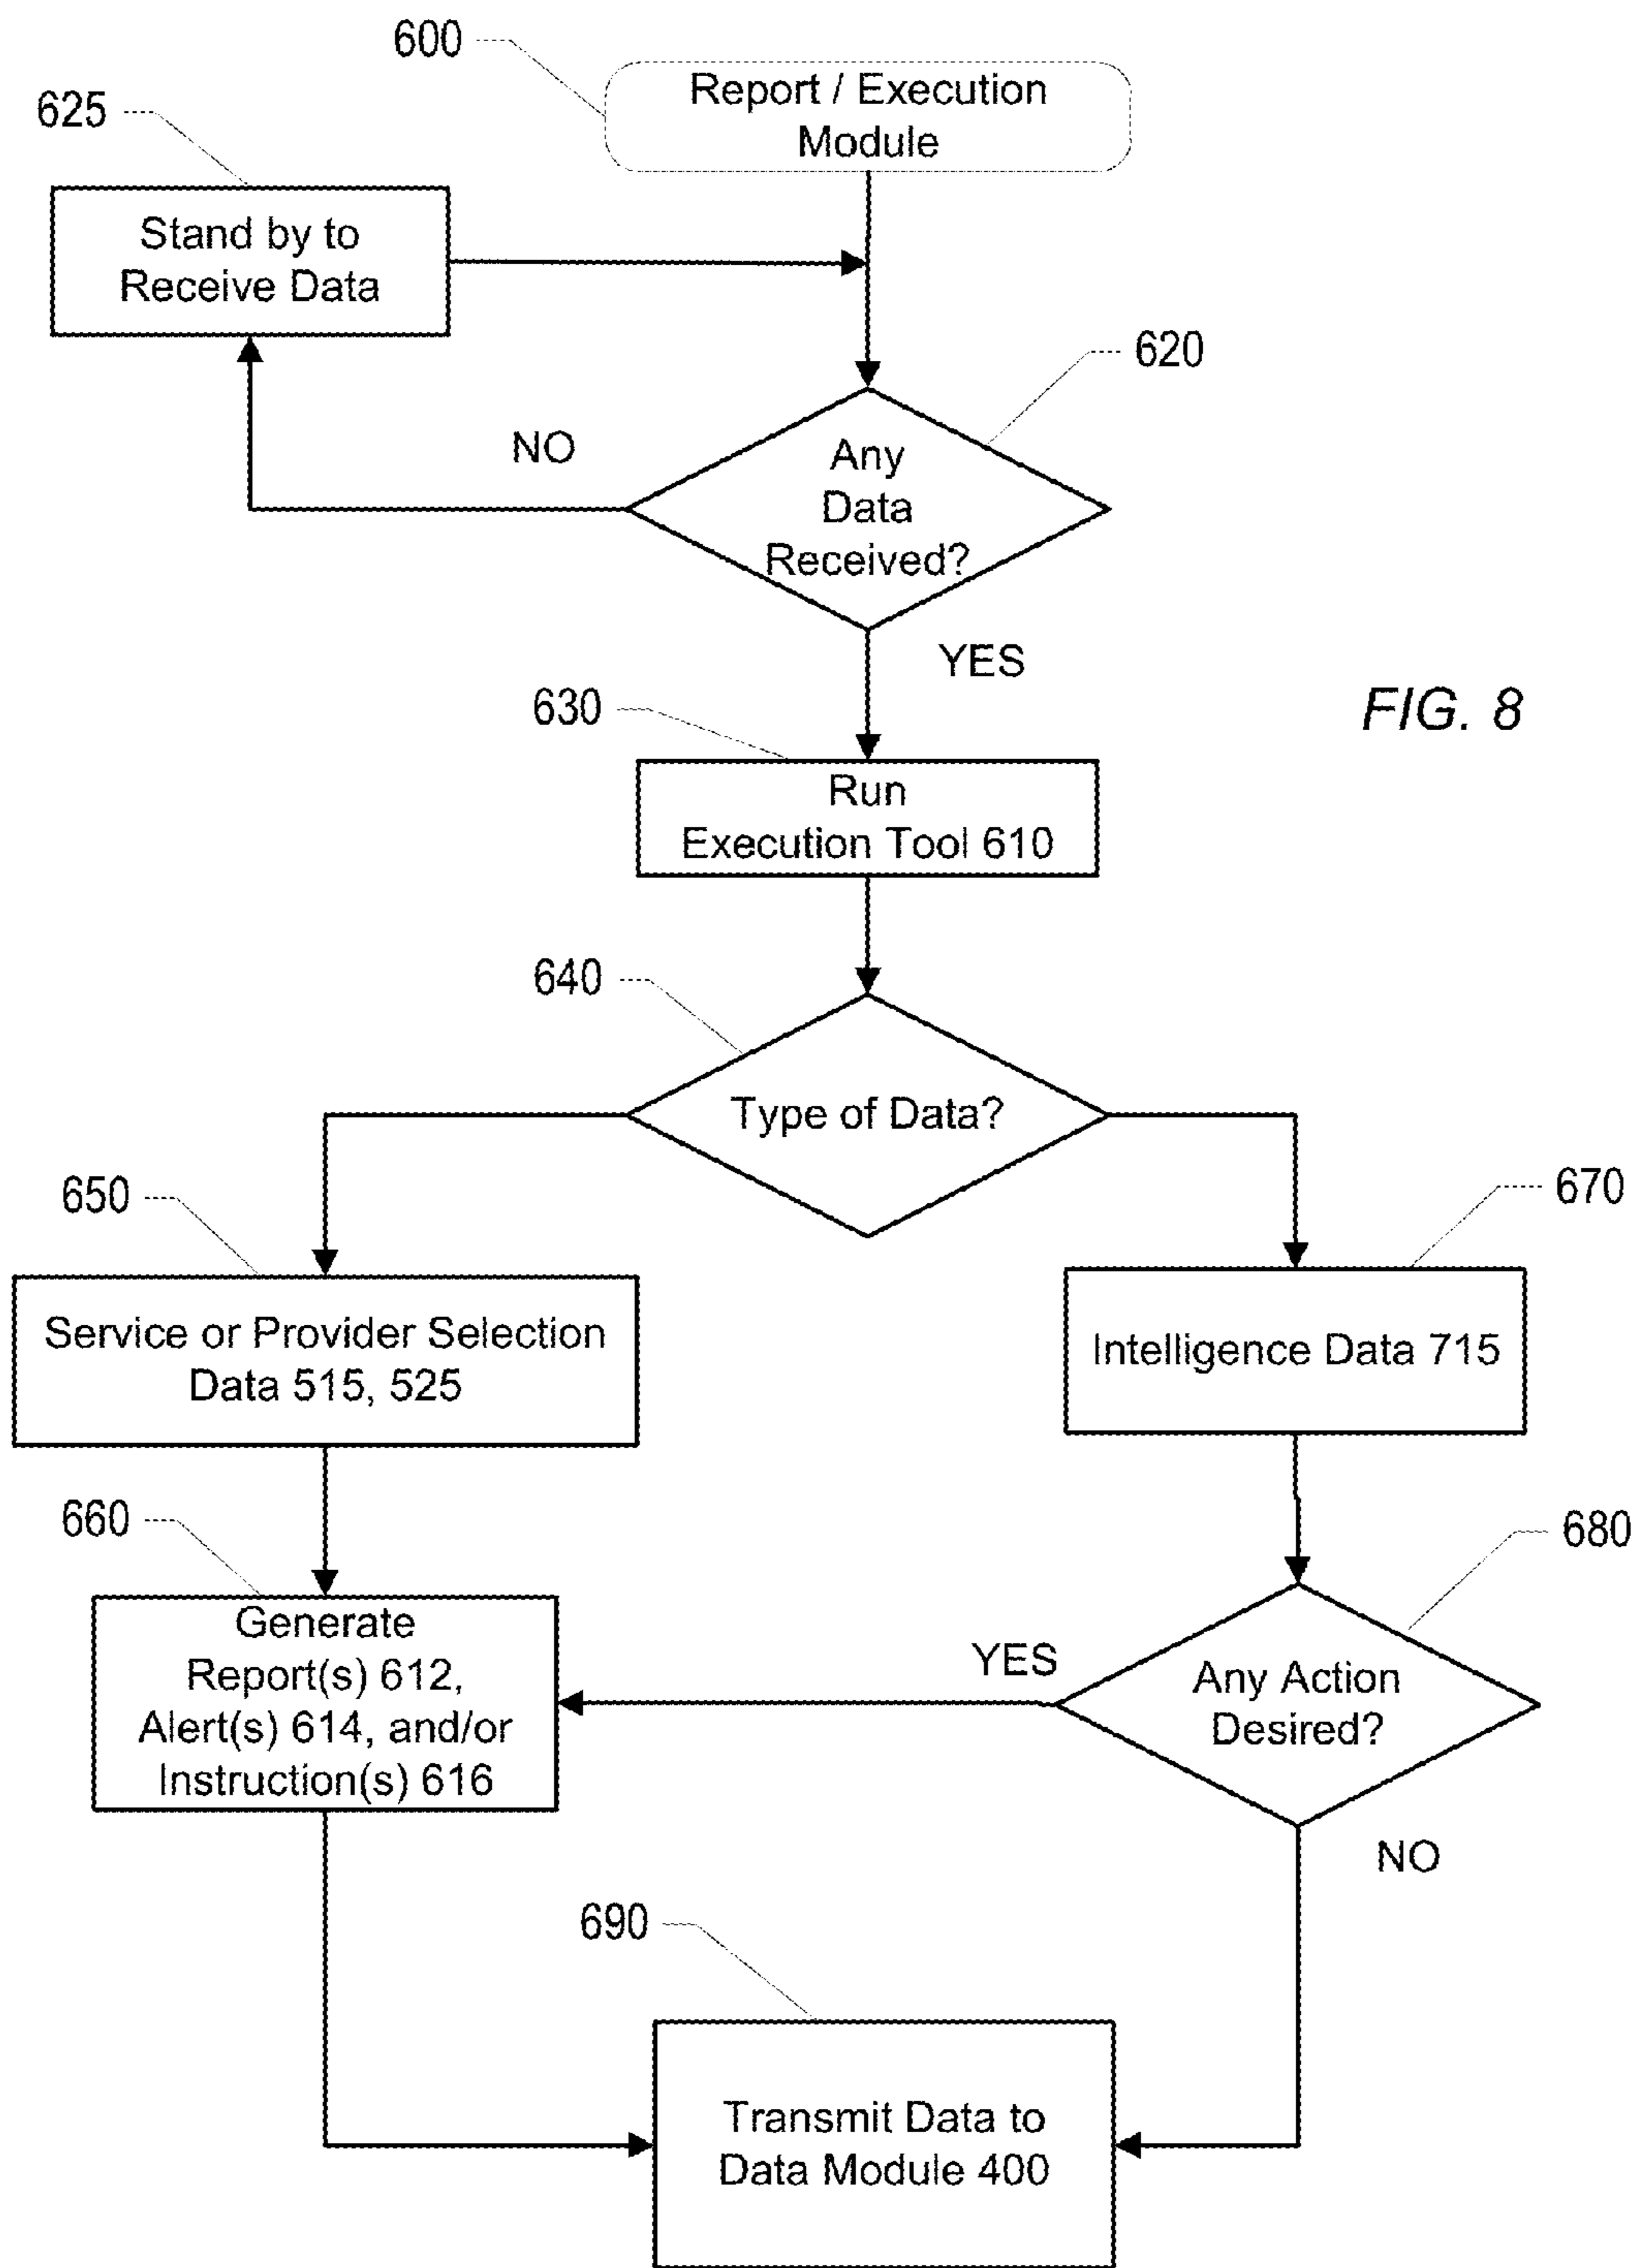 600
Report / Execution
Module
625
Stand by to
Receive Data
620
NO
Any
Data
Received?
YES
FIG. 8
630
Run
Execution Tool 610
640
Type of Data?
650
Service or Provider Selection
Data 515, 525
670
Intelligence Data 715
660
Generate
Report(s) 612,
Alert(s) 614, and/or
Instruction(s) 616
680
YES
Any Action
Desired?
NO
690
Transmit Data to
Data Module 400